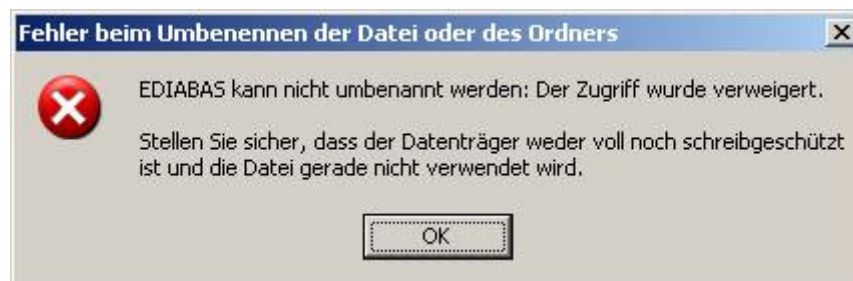 Fehler beim Umbenennen der Datei oder des Ordners
EDIABAS kann nicht umbenannt werden: Der Zugriff wurde verweigert.
Stellen Sie sicher, dass der Datenträger weder voll noch schreibgeschützt
ist und die Datei gerade nicht verwendet wird.
OK